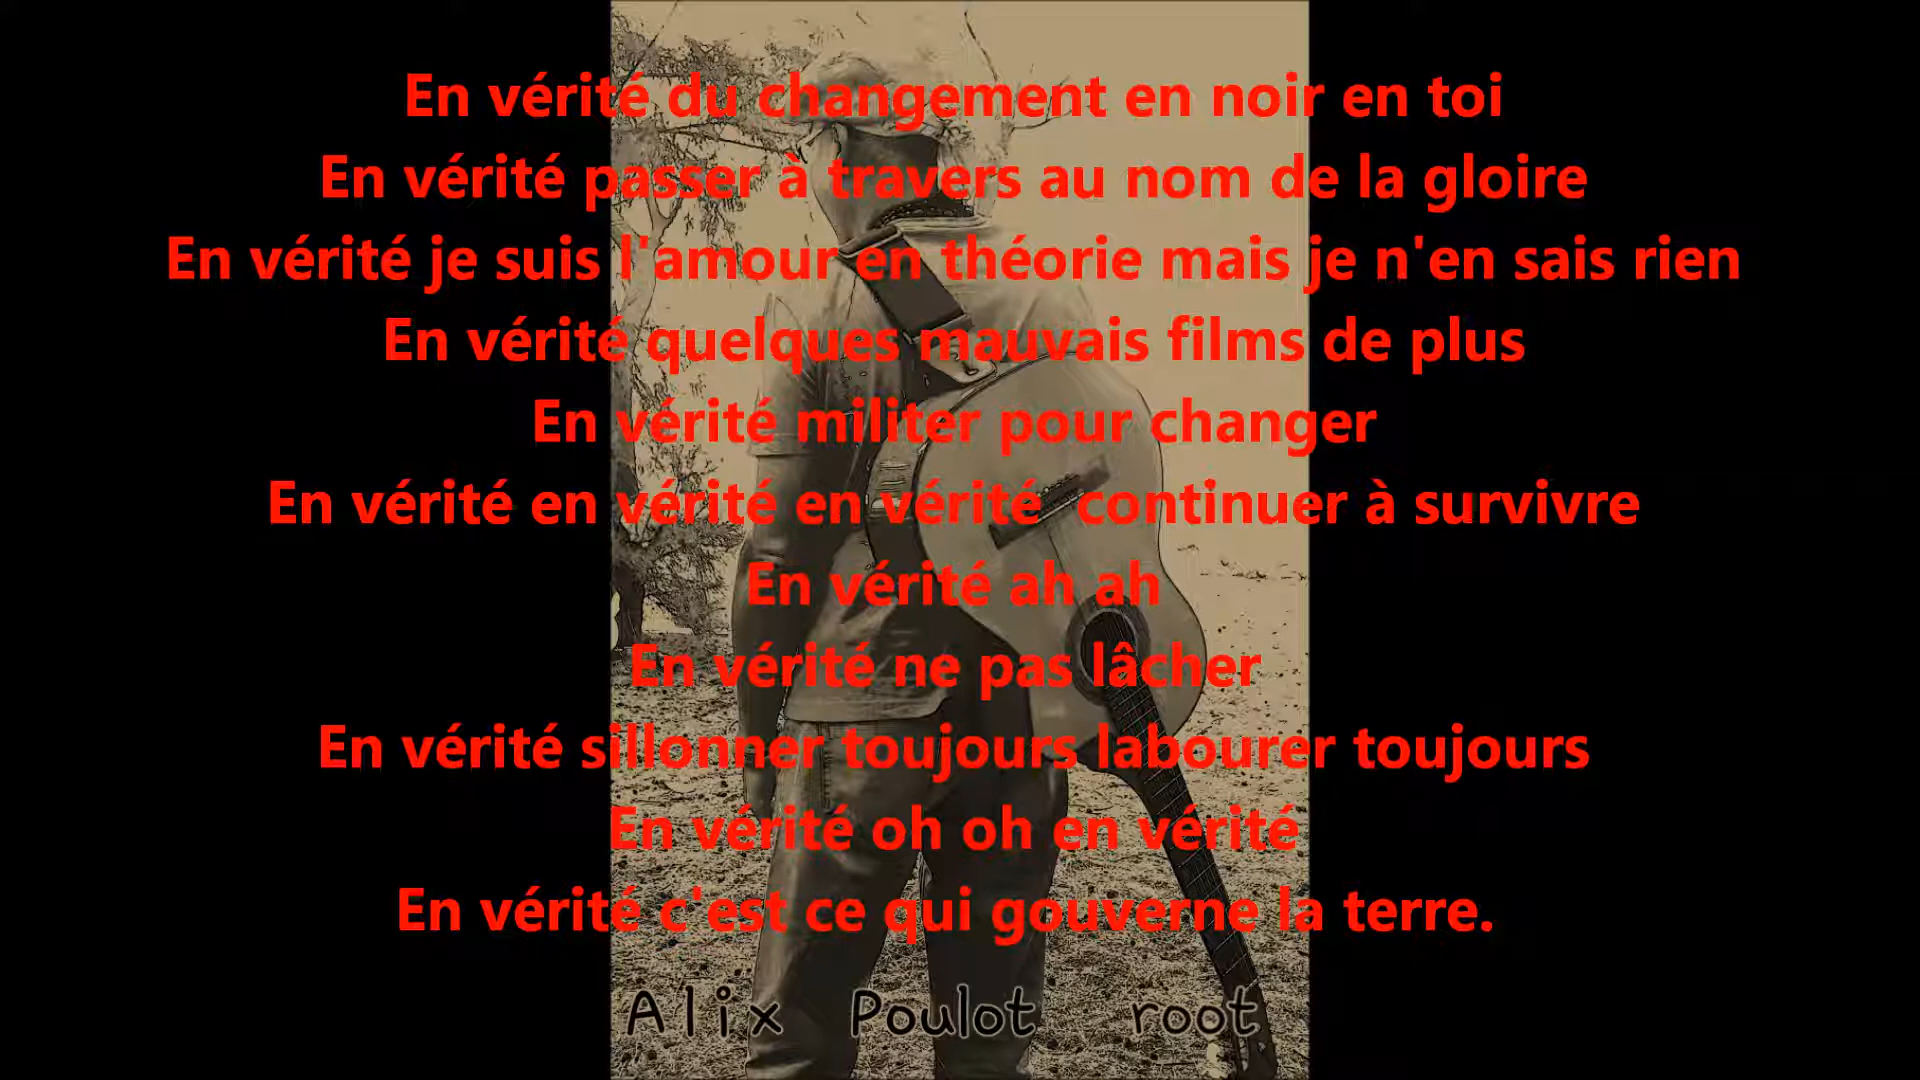 En vérité du changement en noir en toi
En vérité passer à travers au nom de la gloire
En vérité je suis l'amour en théorie mais je n'en sais rien
En vérité quelques mauvais films de plus
En vérité militer pour changer
En vérité en vérité en vérité  continuer à survivre
En vérité ah ah
En vérité ne pas lâcher
En vérité sillonner toujours labourer toujours
En vérité oh oh en vérité
En vérité c'est ce qui gouverne la terre.
Alix Poulot root